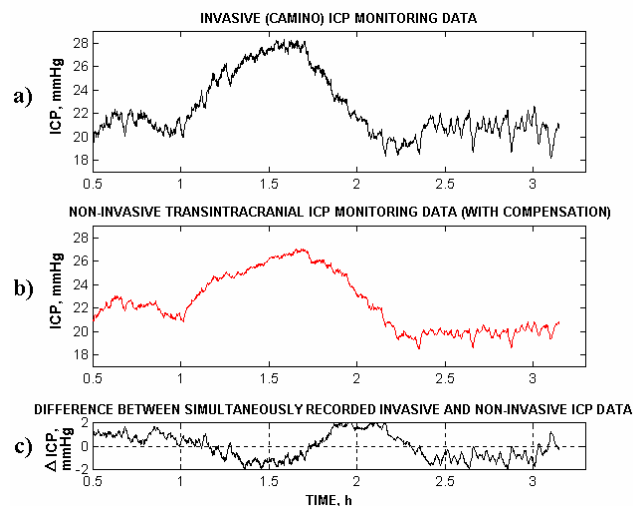 INVASIVE (CAMINO) ICP MONITORING DATA
a)
ICP, mmHg
28
26
24
22
20
18
0.5 1 1.5 2 2.5 3
NON-INVASIVE TRANSINTRACRANIAL ICP MONITORING DATA (WITH COMPENSATION)
b)
ICP, mmHg
28
26
24
22
20
18
0.5 1 1.5 2 2.5 3
DIFFERENCE BETWEEN SIMULTANEOUSLY RECORDED INVASIVE AND NON-INVASIVE ICP DATA
c)
Δ ICP,
mmHg
2
0
-2
0.5 1 1.5 2 2.5 3
TIME, h